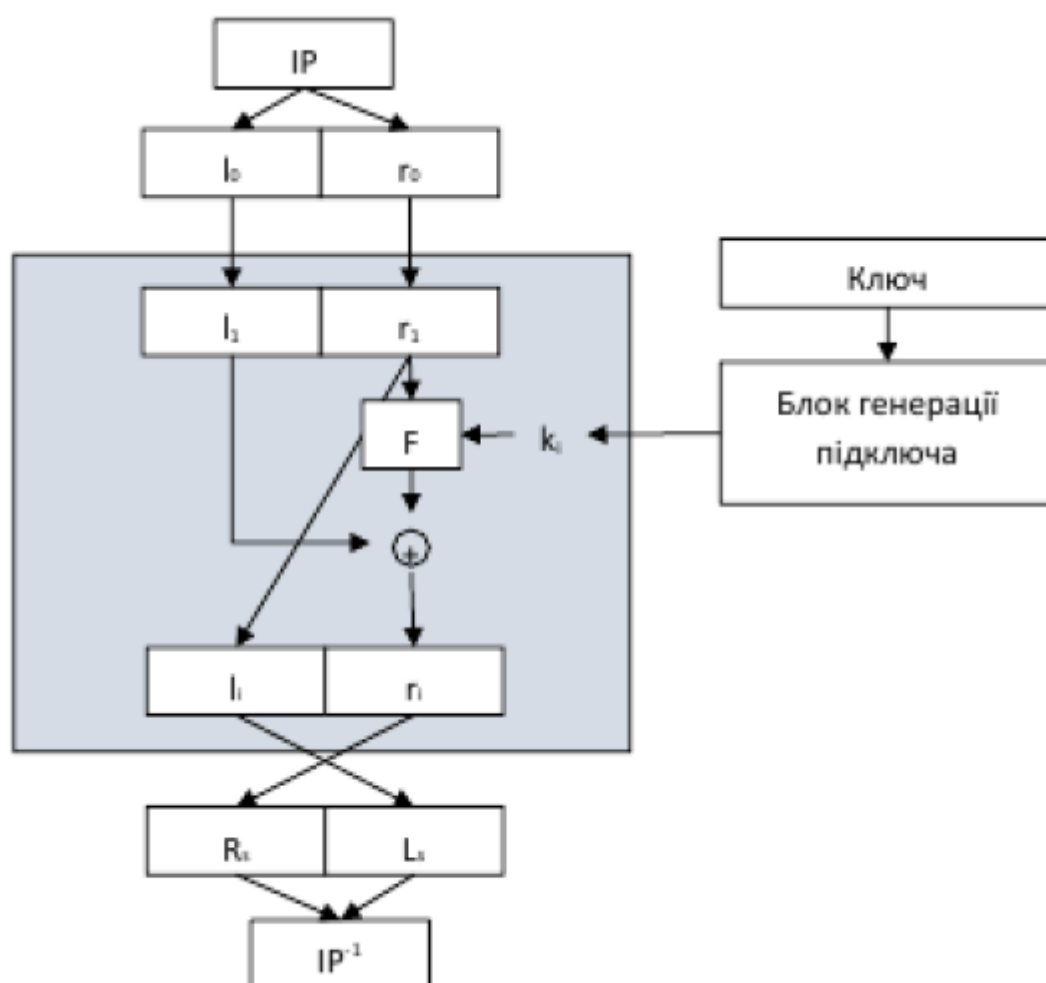 IP
l₀ r₀
l₁ r₁
Ключ
F
kᵢ
Блок генерації
підключа
+
lᵢ rᵢ
Rₛ Lₛ
IP⁻¹